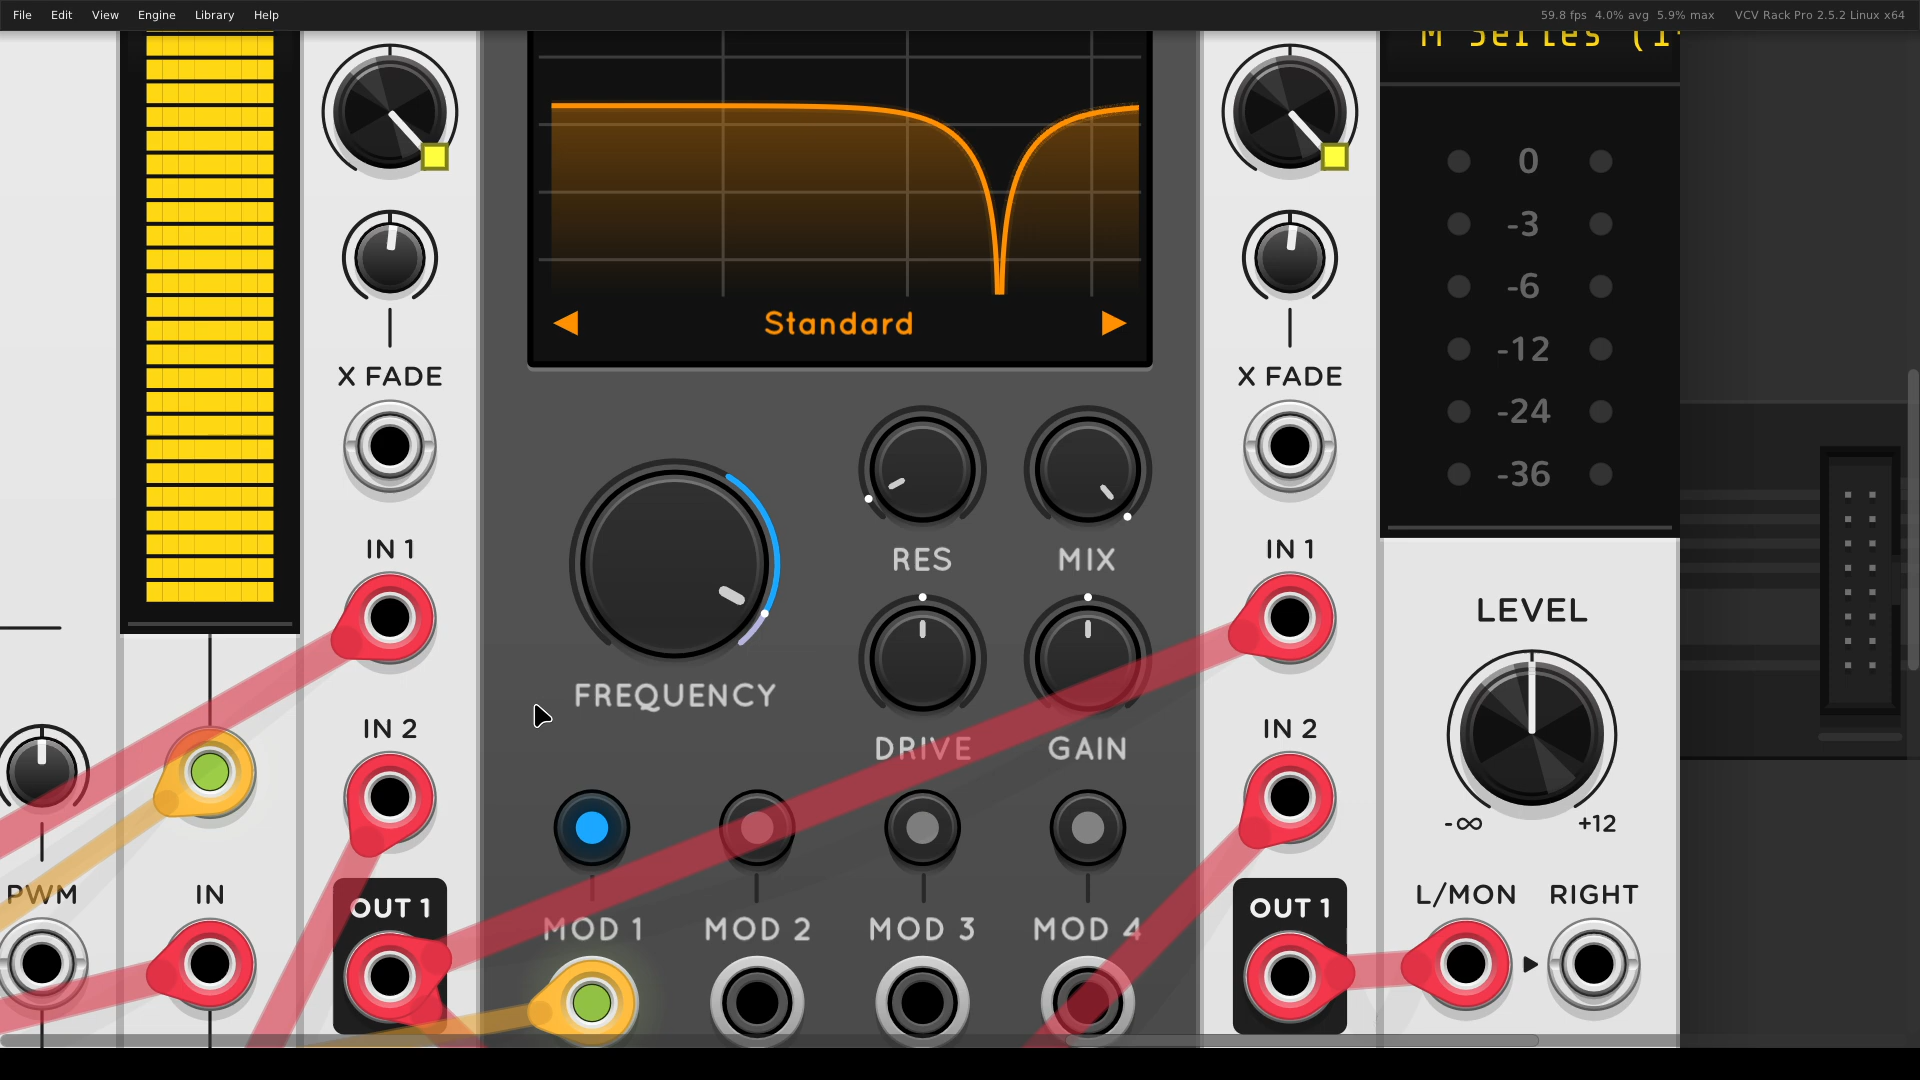 File Edit View Engine Library Help
59.8 fps 4.0% avg 5.9% max VCV Rack Pro 2.5.2 Linux x64
M Series (1
0
-3
-6
-12
-24
-36
Standard
X FADE
X FADE
IN 1
RES
MIX
IN 1
LEVEL
FREQUENCY
IN 2
DRIVE
GAIN
IN 2
-∞
+12
PWM
IN
OUT 1
MOD 1
MOD 2
MOD 3
MOD 4
OUT 1
L/MON
RIGHT